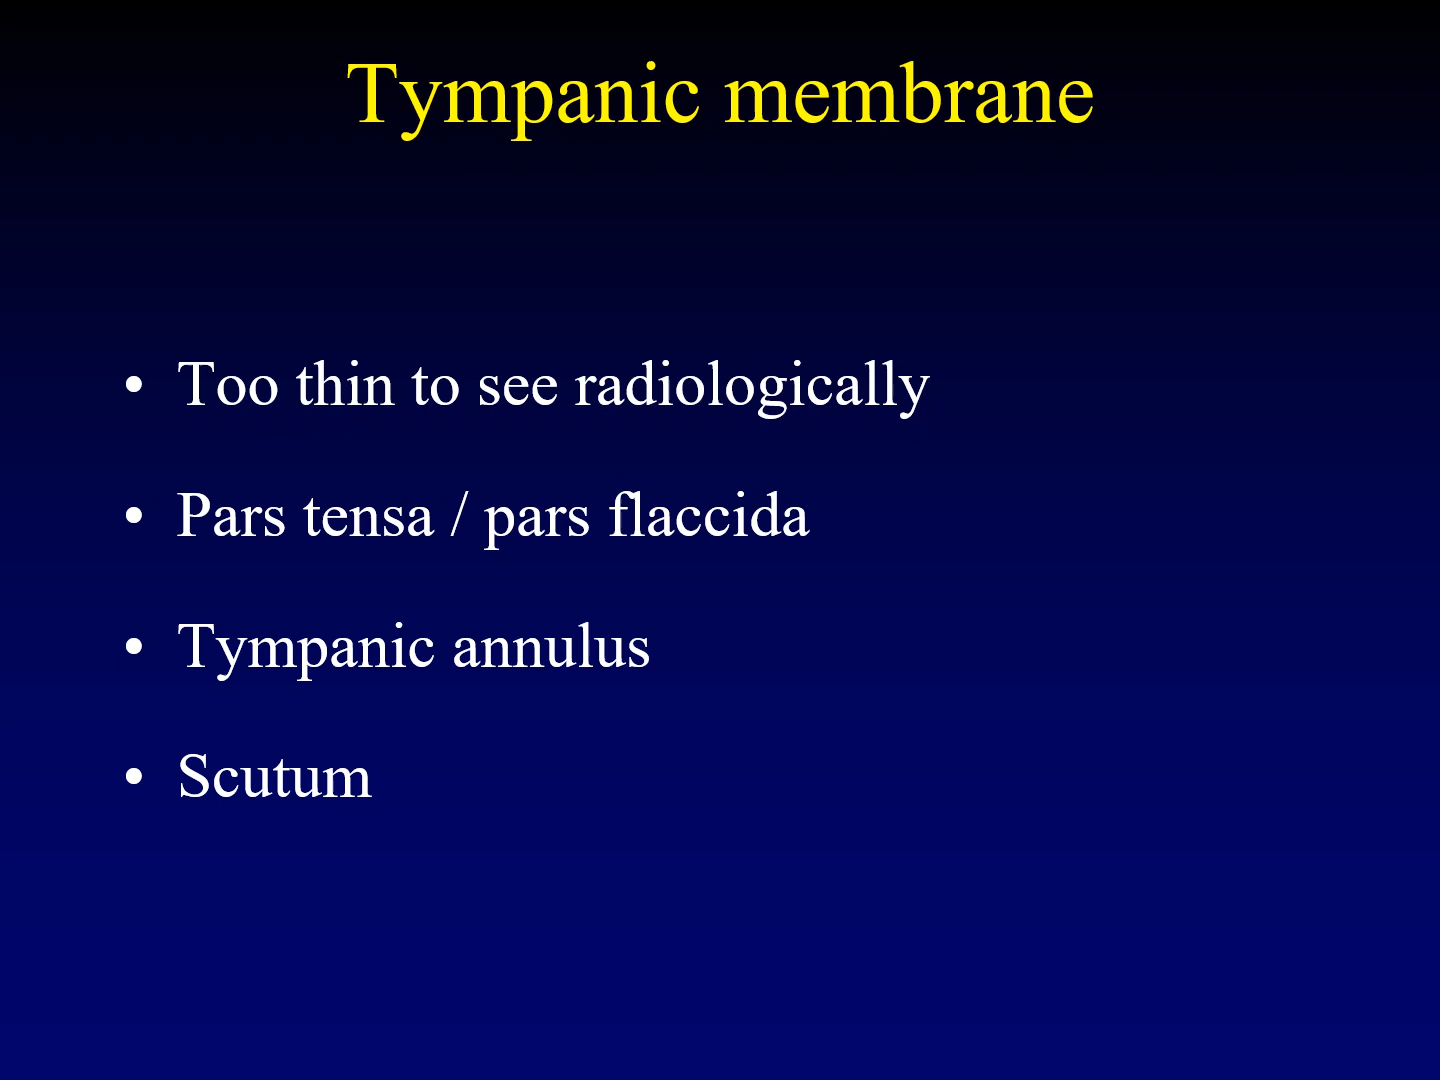 Tympanic membrane
• Too thin to see radiologically
• Pars tensa / pars flaccida
• Tympanic annulus
• Scutum